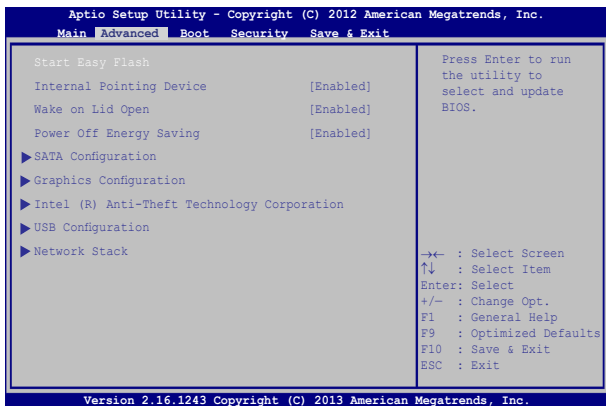 Aptio Setup Utility - Copyright (C) 2012 American Megatrends, Inc.
Main Advanced Boot Security Save & Exit
Start Easy Flash
Internal Pointing Device [Enabled]
Wake on Lid Open [Enabled]
Power Off Energy Saving [Enabled]
SATA Configuration
Graphics Configuration
Intel (R) Anti-Theft Technology Corporation
USB Configuration
Network Stack
Press Enter to run
the utility to
select and update
BIOS.
→← : Select Screen
↑↓ : Select Item
Enter: Select
+/— : Change Opt.
F1 : General Help
F9 : Optimized Defaults
F10 : Save & Exit
ESC : Exit
Version 2.16.1243 Copyright (C) 2013 American Megatrends, Inc.